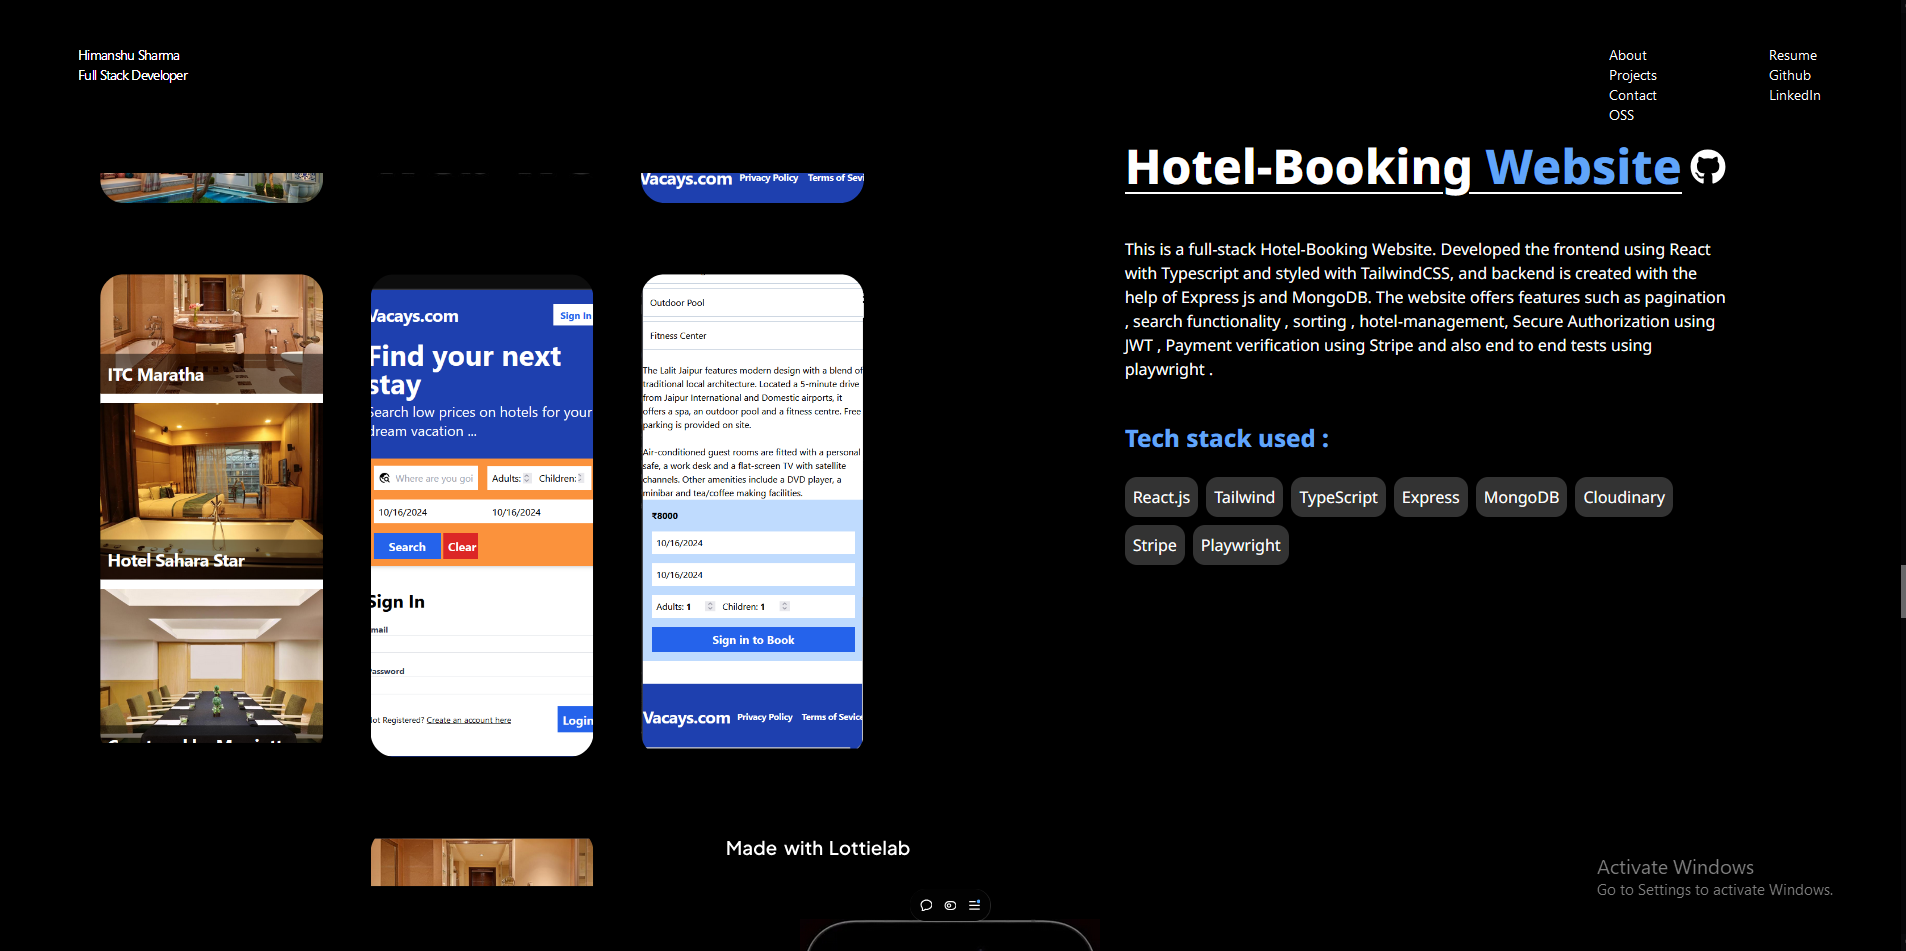 Himanshu Sharma
Full Stack Developer
About
Projects
Contact
OSS
Resume
Github
LinkedIn
Hotel-Booking Website
This is a full-stack Hotel-Booking Website. Developed the frontend using React
with Typescript and styled with TailwindCSS, and backend is created with the
help of Express js and MongoDB. The website offers features such as pagination
, search functionality , sorting , hotel-management, Secure Authorization using
JWT , Payment verification using Stripe and also end to end tests using
playwright .
Tech stack used :
React.js Tailwind TypeScript Express MongoDB Cloudinary
Stripe Playwright
Vacays.com Privacy Policy Terms of Sevi
ITC Maratha
Hotel Sahara Star
Vacays.com Sign In
Find your next
stay
Search low prices on hotels for your
dream vacation ...
Where are you goi Adults: Children:
10/16/2024 10/16/2024
Search Clear
Sign In
mail
Password
ot Registered? Create an account here
Login
Outdoor Pool
Fitness Center
The Lalit Jaipur features modern design with a blend of
traditional local architecture. Located a 5-minute drive
from Jaipur International and Domestic airports, it
offers a spa, an outdoor pool and a fitness centre. Free
parking is provided on site.
Air-conditioned guest rooms are fitted with a personal
safe, a work desk and a flat-screen TV with satellite
channels. Other amenities include a DVD player, a
minibar and tea/coffee making facilities.
₹8000
10/16/2024
10/16/2024
Adults: 1 Children: 1
Sign in to Book
Vacays.com Privacy Policy Terms of Sevice
Made with Lottielab
Activate Windows
Go to Settings to activate Windows.